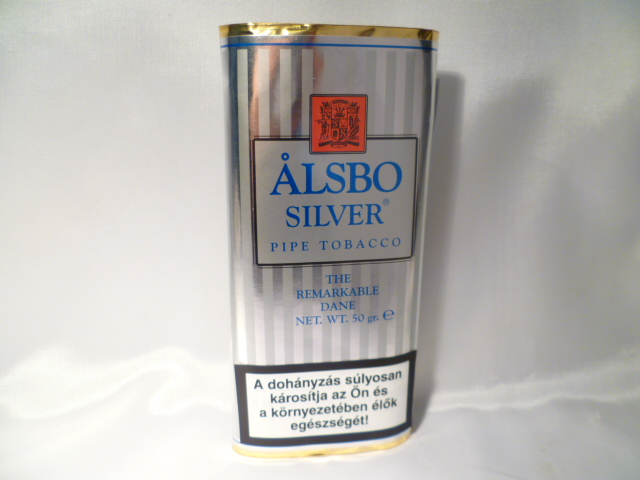 ÅLSBO
SILVER®
PIPE TOBACCO
THE
REMARKABLE
DANE
NET. WT. 50 gr. ℮
A dohányzás súlyosan
károsítja az Ön és
a környezetében élők
egészségét!